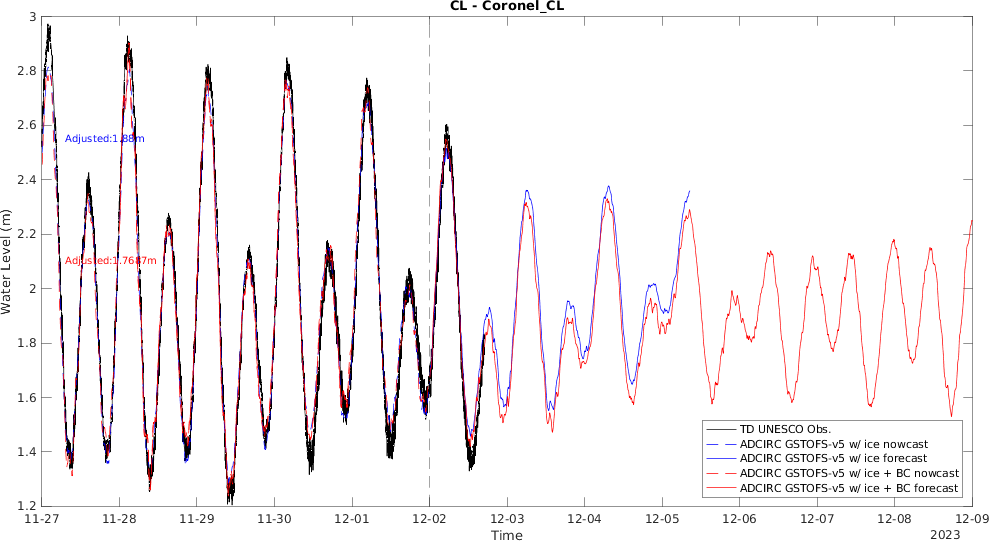 CL - Coronel_CL
3
2.8
2.6
2.4
2.2
2
1.8
1.6
1.4
1.2
Water Level (m)
Adjusted:1.88m
Adjusted:1.7687m
TD UNESCO Obs.
ADCIRC GSTOFS-v5 w/ ice nowcast
ADCIRC GSTOFS-v5 w/ ice forecast
ADCIRC GSTOFS-v5 w/ ice + BC nowcast
ADCIRC GSTOFS-v5 w/ ice + BC forecast
11-27 11-28 11-29 11-30 12-01 12-02 12-03 12-04 12-05 12-06 12-07 12-08 12-09
Time
2023